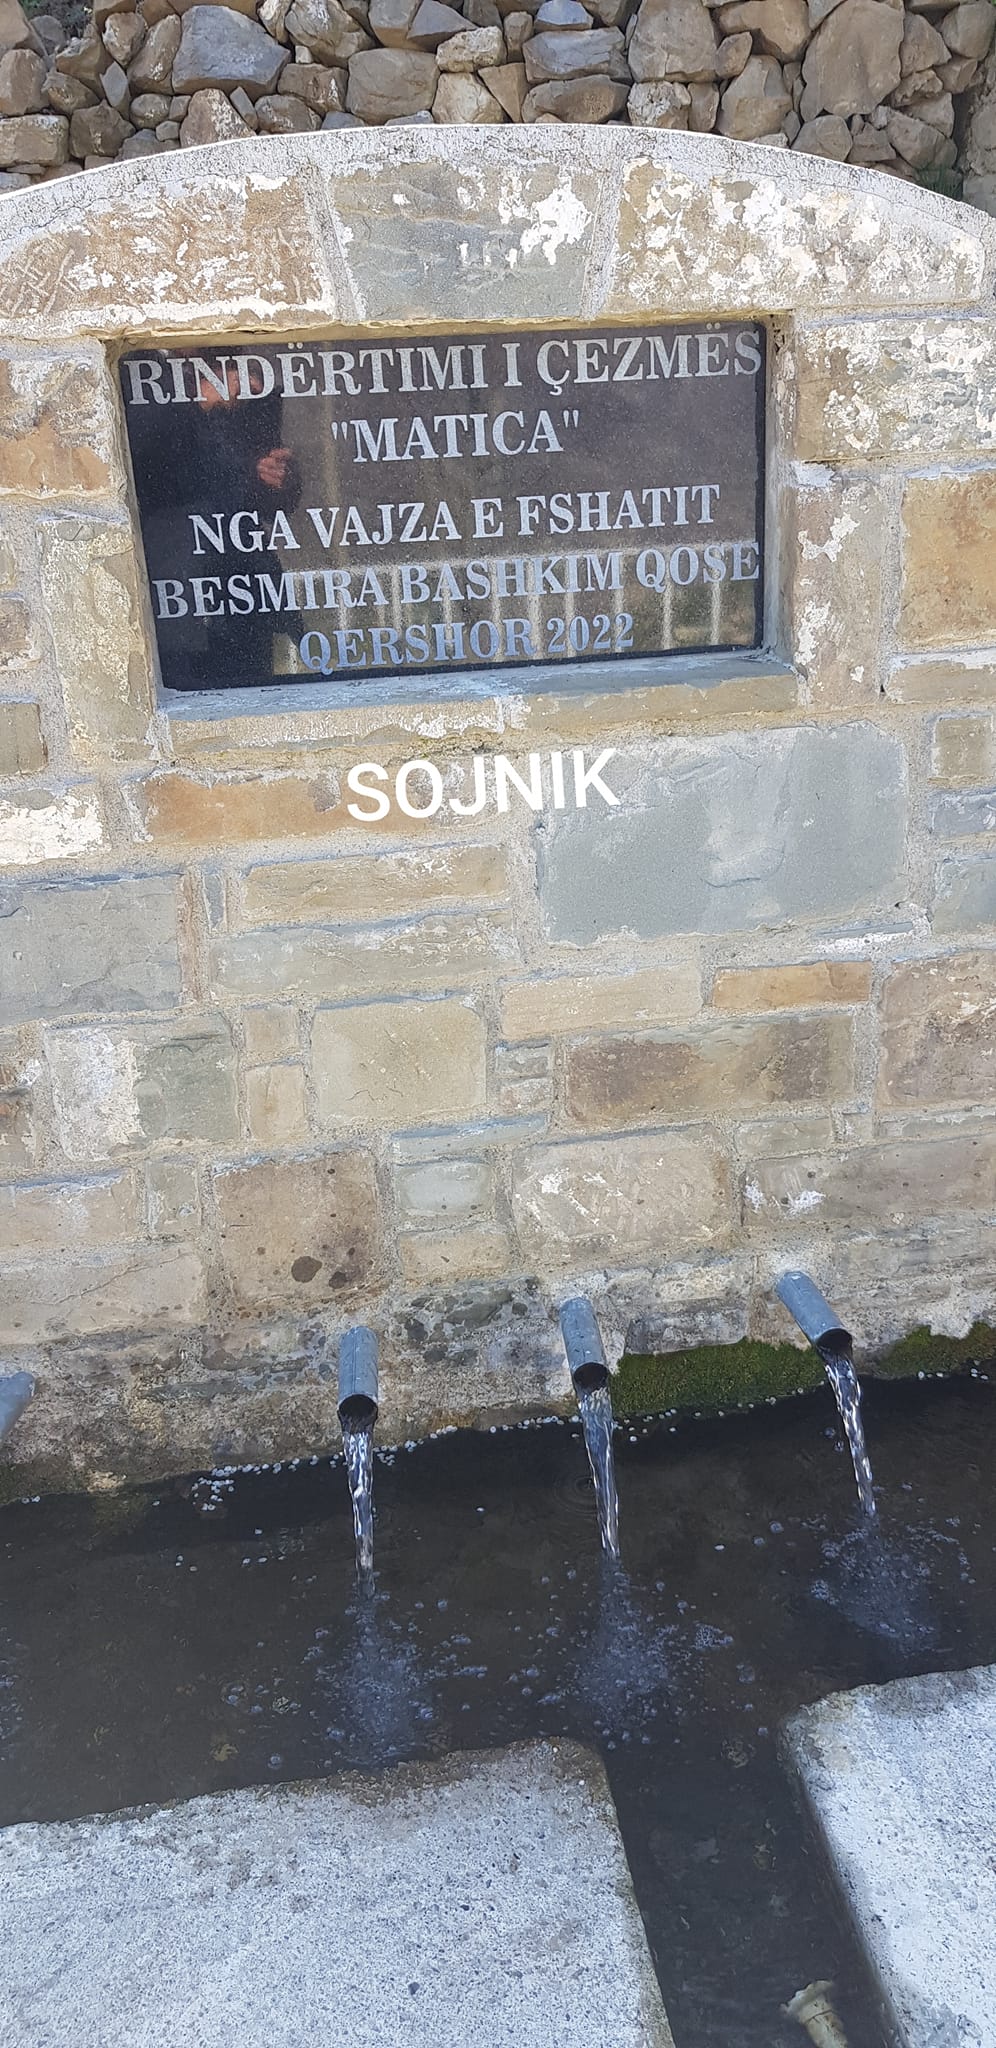 RINDËRTIMI I ÇEZMËS
"MATICA"
NGA VAJZA E FSHATIT
BESMIRA BASHKIM QOSE
QERSHOR 2022
SOJNIK